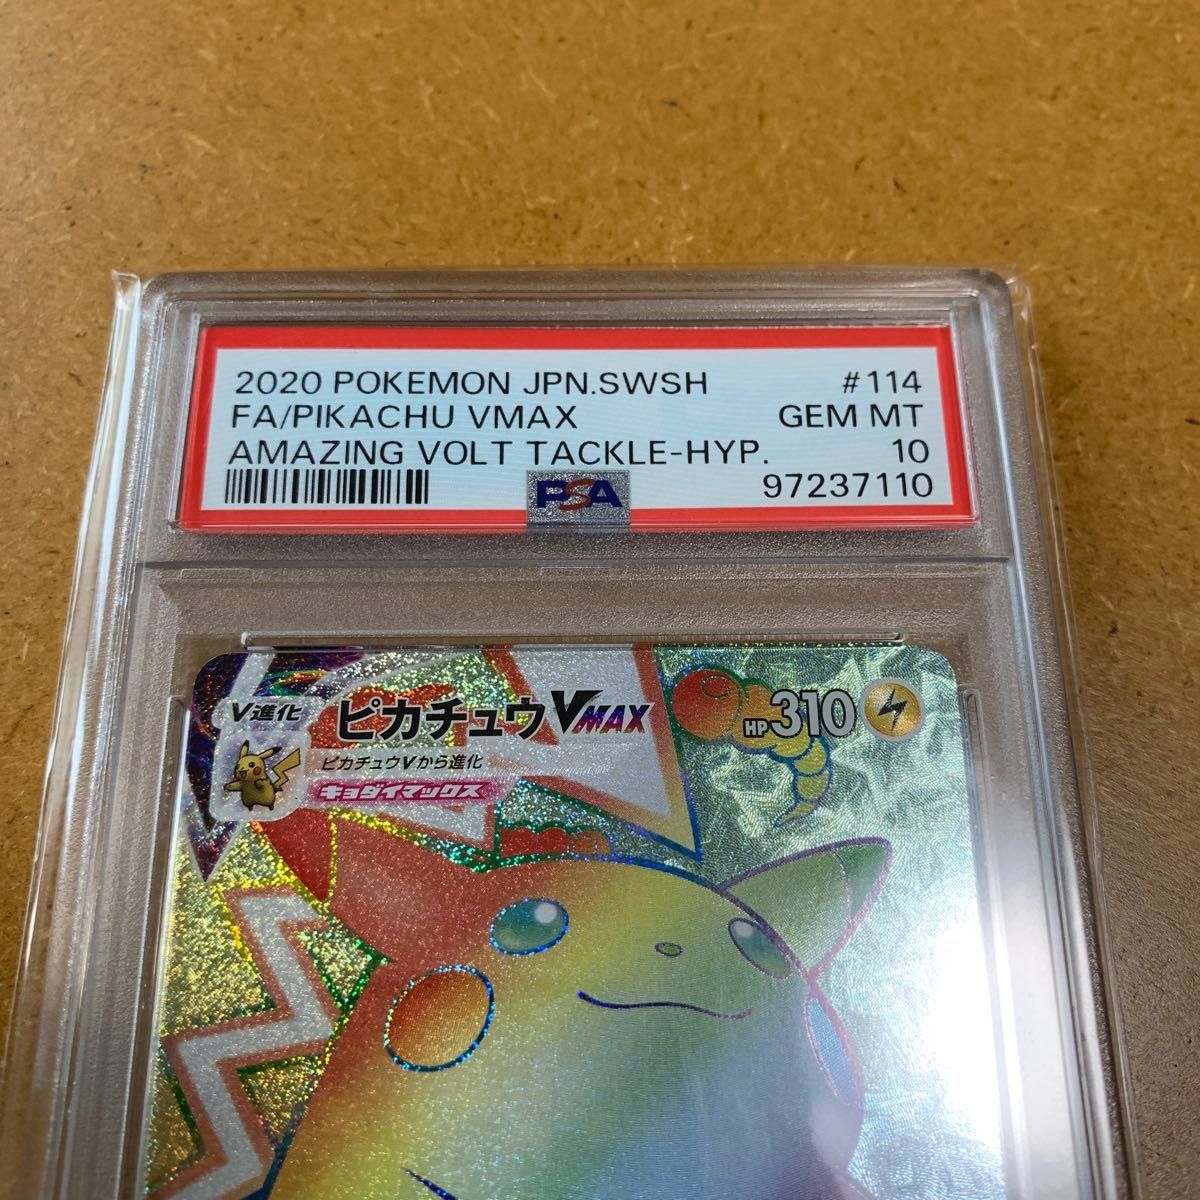 2020 POKEMON JPN.SWSH #114
FA/PIKACHU VMAX GEM MT
AMAZING VOLT TACKLE-HYP. 10
PSA 97237110
V進化 ピカチュウVMAX HP310
ピカチュウVから進化
キョダイマックス